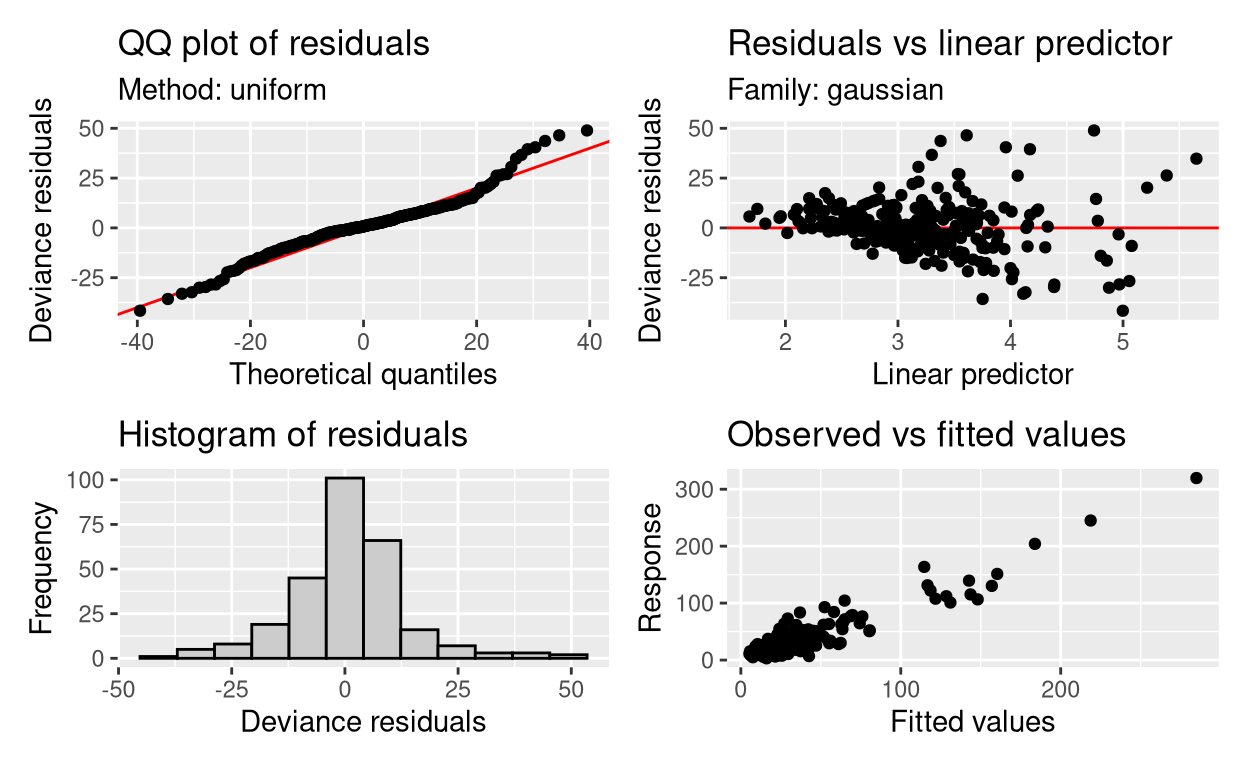 QQ plot of residuals
Method: uniform
Deviance residuals
50
25
0
-25
-40
-20
0
20
40
Theoretical quantiles
Residuals vs linear predictor
Family: gaussian
Deviance residuals
50
25
0
-25
2
3
4
5
Linear predictor
Histogram of residuals
Frequency
100
75
50
25
0
-50
-25
0
25
50
Deviance residuals
Observed vs fitted values
Response
300
200
100
0
0
100
200
Fitted values